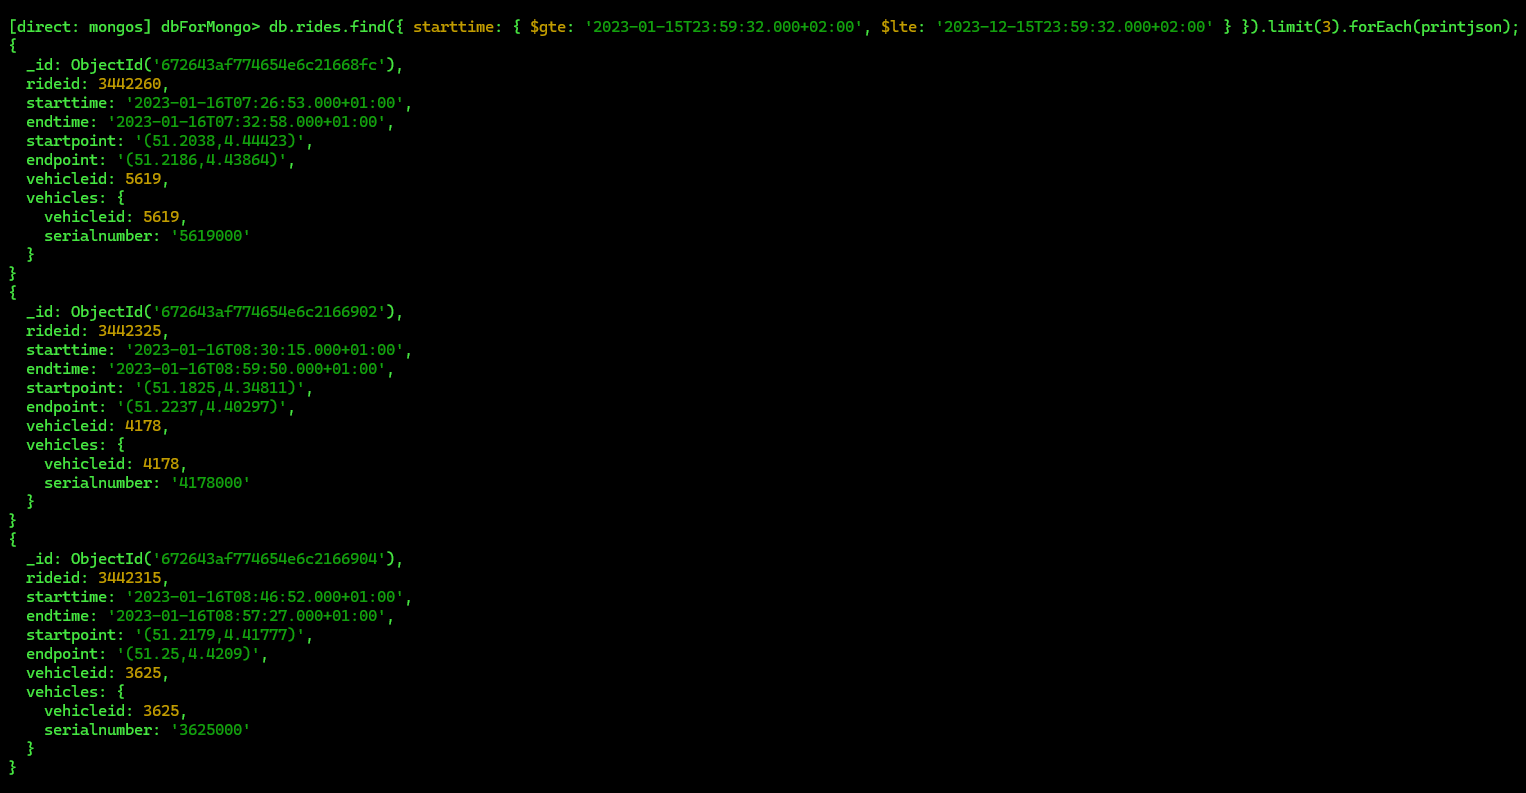 [direct: mongos] dbForMongo> db.rides.find({ starttime: { $gte: '2023-01-15T23:59:32.000+02:00', $lte: '2023-12-15T23:59:32.000+02:00' } }).limit(3).forEach(printjson);
{
  _id: ObjectId('672643af774654e6c21668fc'),
  rideid: 3442260,
  starttime: '2023-01-16T07:26:53.000+01:00',
  endtime: '2023-01-16T07:32:58.000+01:00',
  startpoint: '(51.2038,4.44423)',
  endpoint: '(51.2186,4.43864)',
  vehicleid: 5619,
  vehicles: {
    vehicleid: 5619,
    serialnumber: '5619000'
  }
}
{
  _id: ObjectId('672643af774654e6c2166902'),
  rideid: 3442325,
  starttime: '2023-01-16T08:30:15.000+01:00',
  endtime: '2023-01-16T08:59:50.000+01:00',
  startpoint: '(51.1825,4.34811)',
  endpoint: '(51.2237,4.40297)',
  vehicleid: 4178,
  vehicles: {
    vehicleid: 4178,
    serialnumber: '4178000'
  }
}
{
  _id: ObjectId('672643af774654e6c2166904'),
  rideid: 3442315,
  starttime: '2023-01-16T08:46:52.000+01:00',
  endtime: '2023-01-16T08:57:27.000+01:00',
  startpoint: '(51.2179,4.41777)',
  endpoint: '(51.25,4.4209)',
  vehicleid: 3625,
  vehicles: {
    vehicleid: 3625,
    serialnumber: '3625000'
  }
}